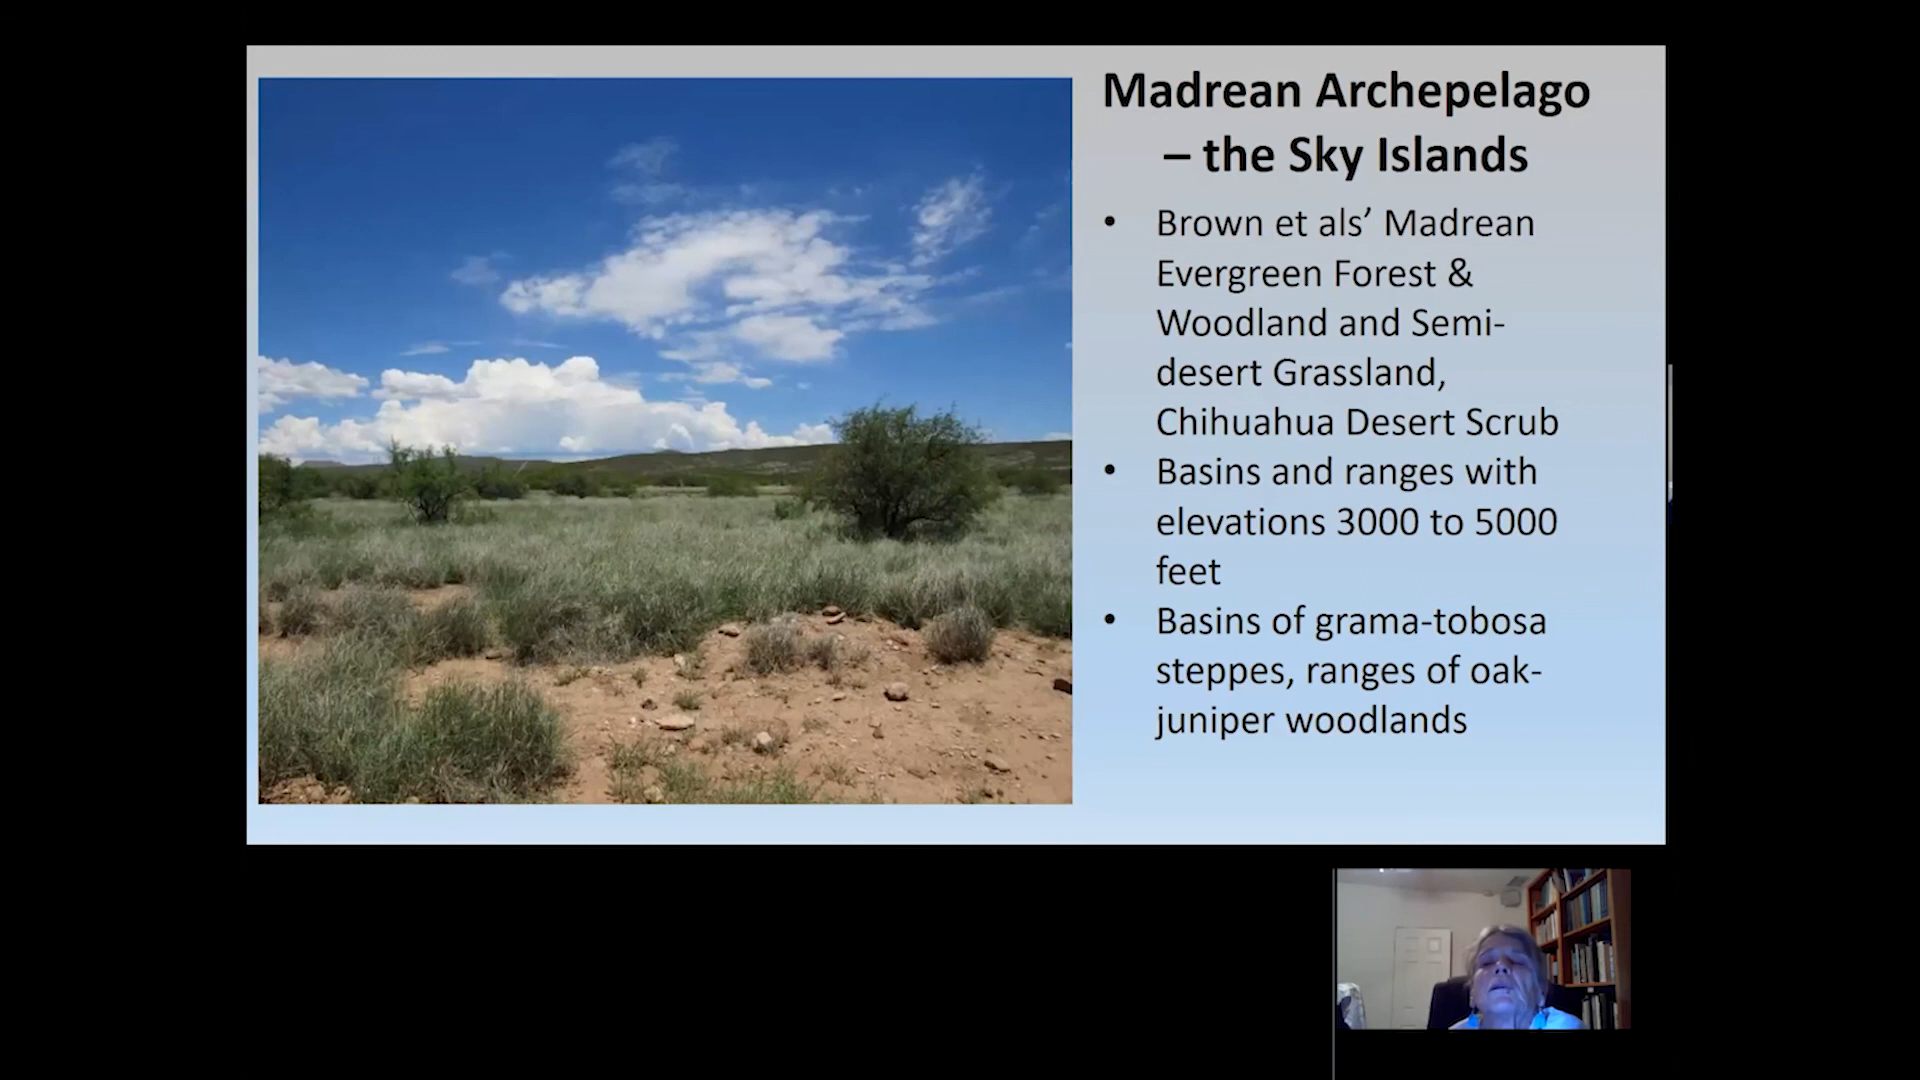 Madrean Archepelago
– the Sky Islands
• Brown et als’ Madrean
Evergreen Forest &
Woodland and Semi-
desert Grassland,
Chihuahua Desert Scrub
• Basins and ranges with
elevations 3000 to 5000
feet
• Basins of grama-tobosa
steppes, ranges of oak-
juniper woodlands